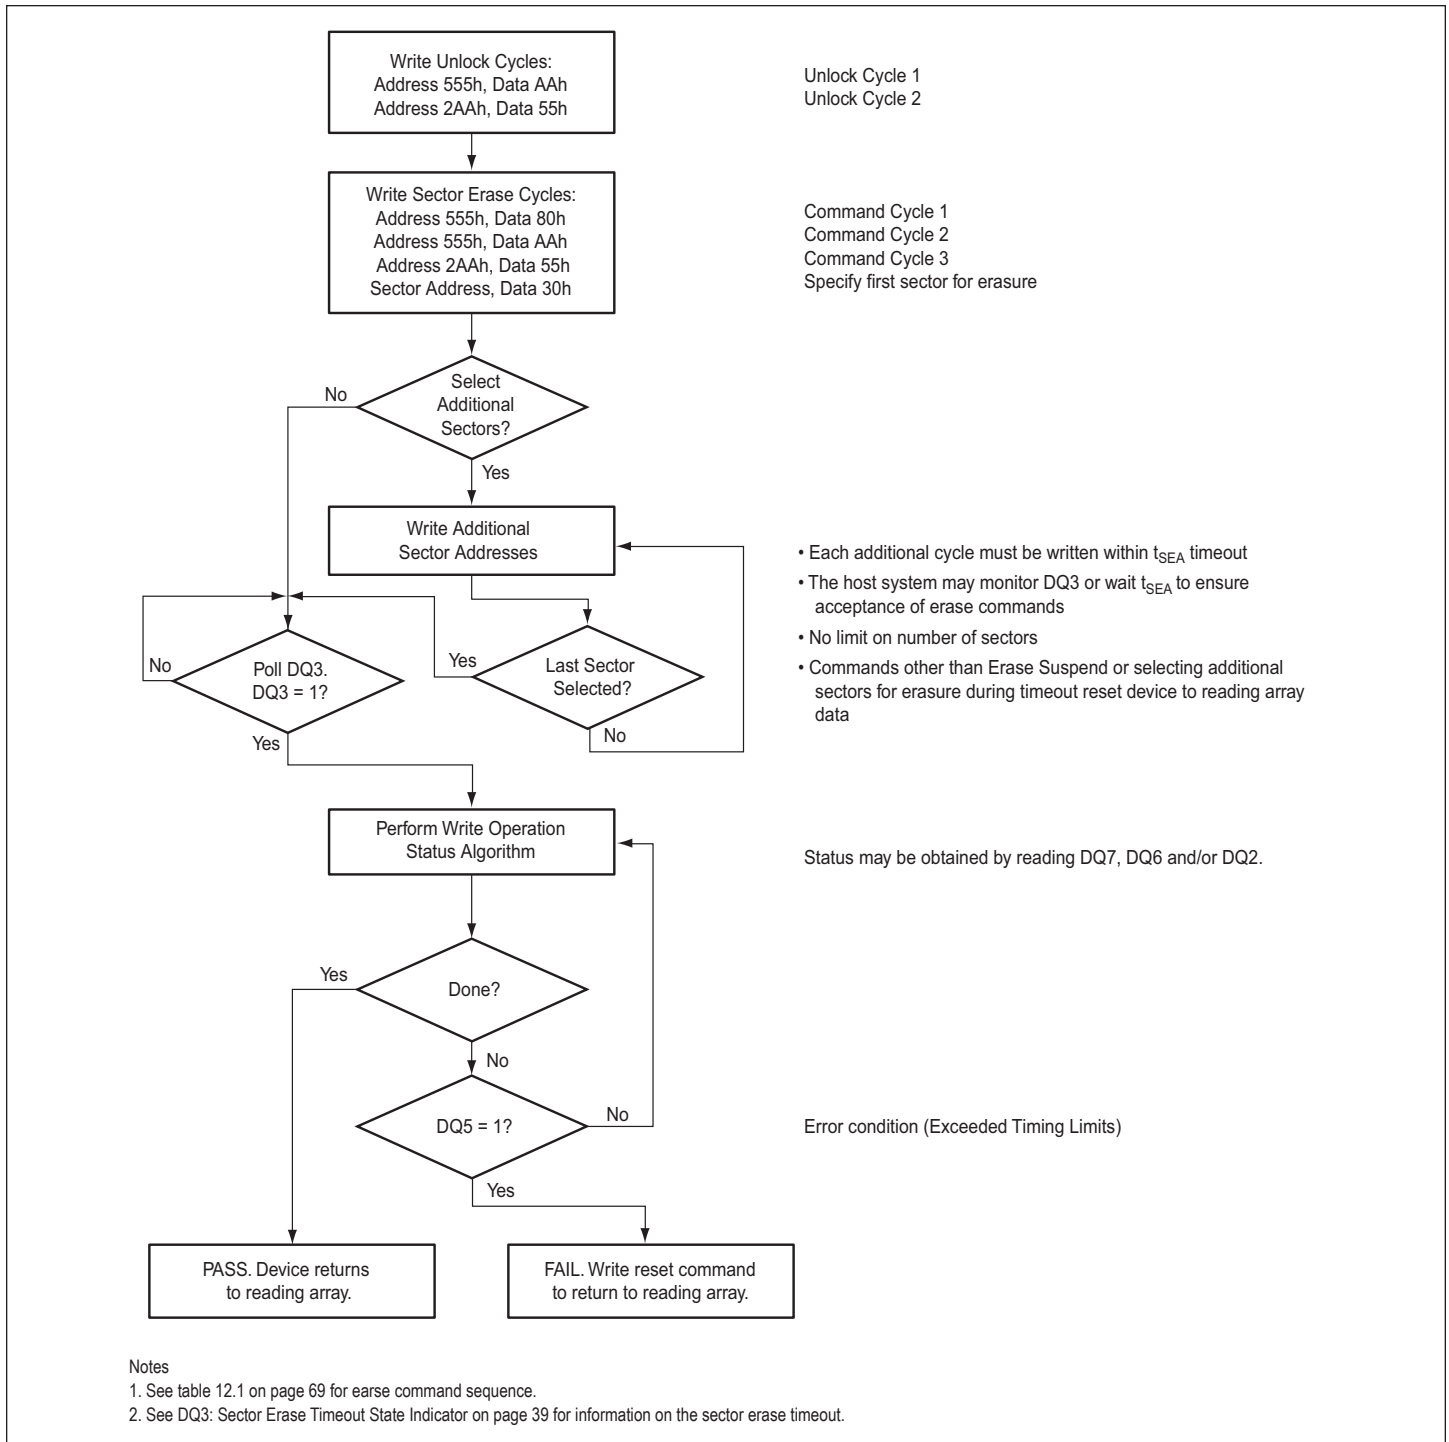 Write Unlock Cycles:
Address 555h, Data AAh
Address 2AAh, Data 55h
Unlock Cycle 1
Unlock Cycle 2
Write Sector Erase Cycles:
Address 555h, Data 80h
Address 555h, Data AAh
Address 2AAh, Data 55h
Sector Address, Data 30h
Command Cycle 1
Command Cycle 2
Command Cycle 3
Specify first sector for erasure
No
Select
Additional
Sectors?
Yes
Write Additional
Sector Addresses
• Each additional cycle must be written within tSEA timeout
• The host system may monitor DQ3 or wait tSEA to ensure
acceptance of erase commands
• No limit on number of sectors
• Commands other than Erase Suspend or selecting additional
sectors for erasure during timeout reset device to reading array
data
No
Poll DQ3.
DQ3 = 1?
Yes
Last Sector
Selected?
No
Yes
Perform Write Operation
Status Algorithm
Status may be obtained by reading DQ7, DQ6 and/or DQ2.
Yes
Done?
No
DQ5 = 1?
No
Error condition (Exceeded Timing Limits)
Yes
PASS. Device returns
to reading array.
FAIL. Write reset command
to return to reading array.
Notes
1. See table 12.1 on page 69 for earse command sequence.
2. See DQ3: Sector Erase Timeout State Indicator on page 39 for information on the sector erase timeout.